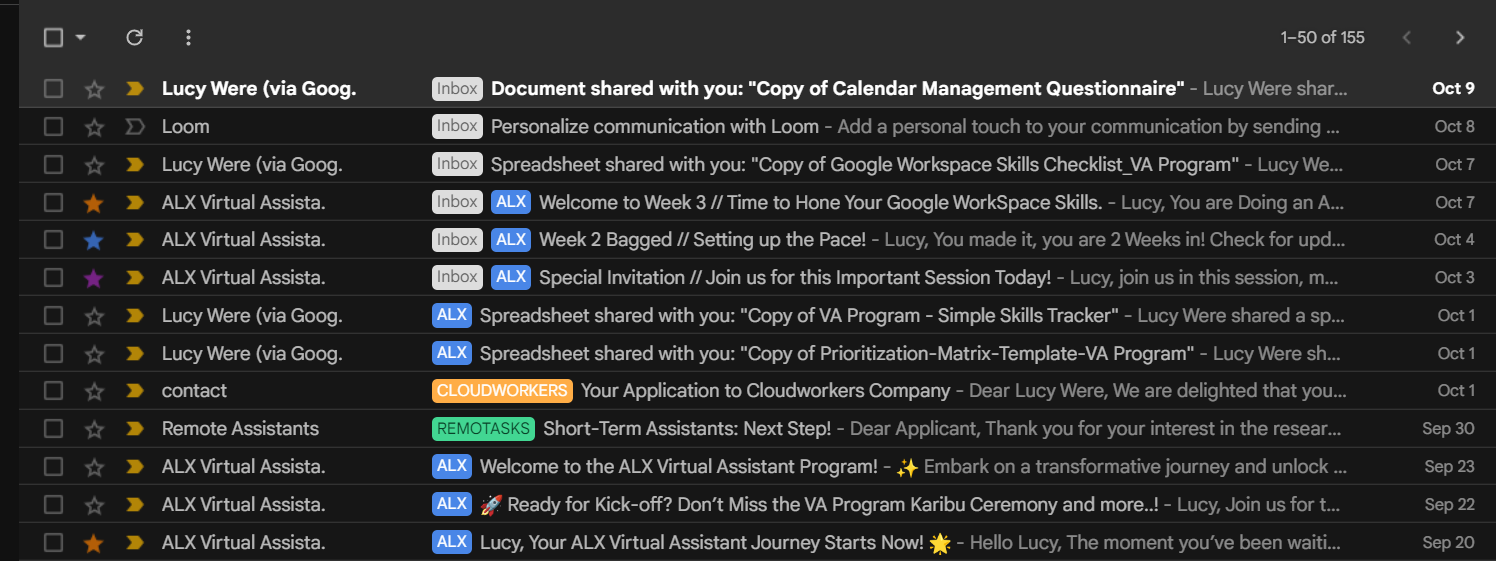 1–50 of 155
Lucy Were (via Goog. Inbox Document shared with you: "Copy of Calendar Management Questionnaire" - Lucy Were shar... Oct 9
Loom Inbox Personalize communication with Loom - Add a personal touch to your communication by sending ... Oct 8
Lucy Were (via Goog. Inbox Spreadsheet shared with you: "Copy of Google Workspace Skills Checklist_VA Program" - Lucy We... Oct 7
ALX Virtual Assista. Inbox ALX Welcome to Week 3 // Time to Hone Your Google WorkSpace Skills. - Lucy, You are Doing an A... Oct 7
ALX Virtual Assista. Inbox ALX Week 2 Bagged // Setting up the Pace! - Lucy, You made it, you are 2 Weeks in! Check for upd... Oct 4
ALX Virtual Assista. Inbox ALX Special Invitation // Join us for this Important Session Today! - Lucy, join us in this session, m... Oct 3
Lucy Were (via Goog. ALX Spreadsheet shared with you: "Copy of VA Program - Simple Skills Tracker" - Lucy Were shared a sp... Oct 1
Lucy Were (via Goog. ALX Spreadsheet shared with you: "Copy of Prioritization-Matrix-Template-VA Program" - Lucy Were sh... Oct 1
contact CLOUDWORKERS Your Application to Cloudworkers Company - Dear Lucy Were, We are delighted that you... Oct 1
Remote Assistants REMOTASKS Short-Term Assistants: Next Step! - Dear Applicant, Thank you for your interest in the resear... Sep 30
ALX Virtual Assista. ALX Welcome to the ALX Virtual Assistant Program! - ✨ Embark on a transformative journey and unlock ... Sep 23
ALX Virtual Assista. ALX 🚀 Ready for Kick-off? Don’t Miss the VA Program Karibu Ceremony and more..! - Lucy, Join us for t... Sep 22
ALX Virtual Assista. ALX Lucy, Your ALX Virtual Assistant Journey Starts Now! 🌟 - Hello Lucy, The moment you’ve been waiti... Sep 20